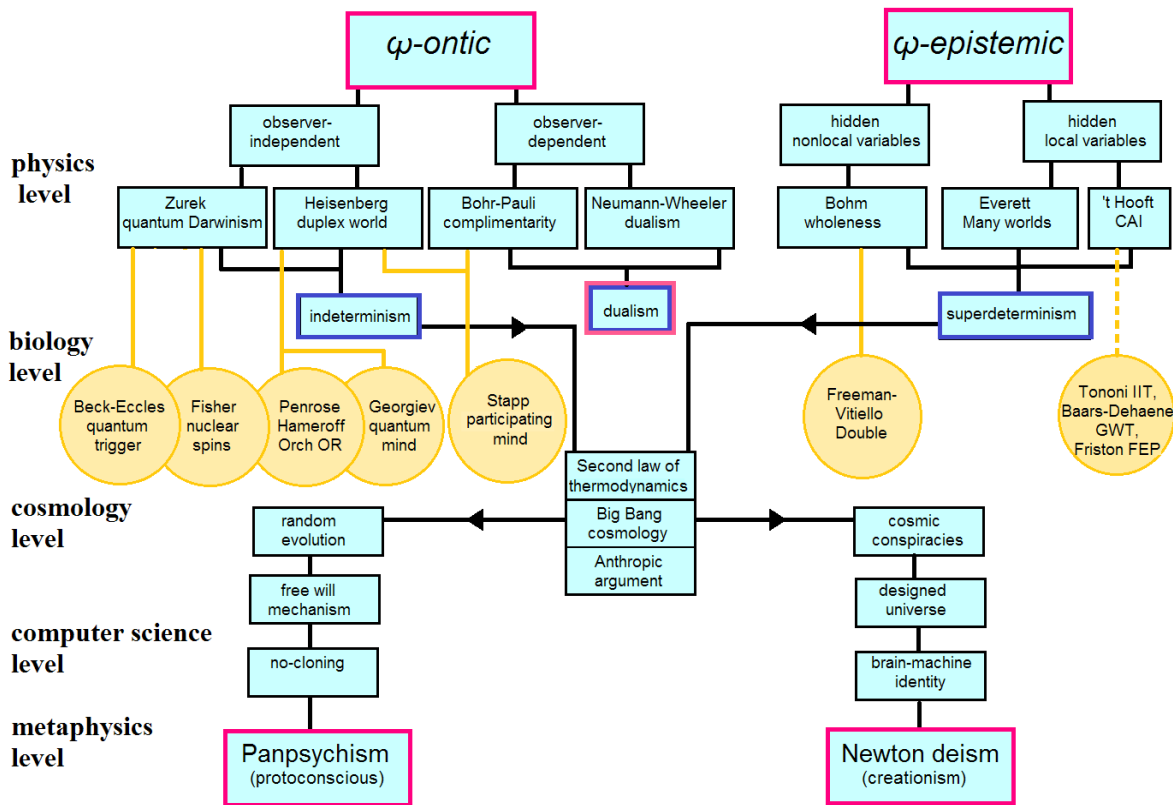 ψ-ontic
ψ-epistemic
observer-
independent
observer-
dependent
hidden
nonlocal variables
hidden
local variables
physics
level
Zurek
quantum Darwinism
Heisenberg
duplex world
Bohr-Pauli
complimentarity
Neumann-Wheeler
dualism
Bohm
wholeness
Everett
Many worlds
't Hooft
CAI
indeterminism
dualism
superdeterminism
biology
level
Beck-Eccles
quantum
trigger
Fisher
nuclear
spins
Penrose
Hameroff
Orch OR
Georgiev
quantum
mind
Stapp
participating
mind
Freeman-
Vitiello
Double
Tononi IIT,
Baars-Dehaene
GWT,
Friston FEP
Second law of
thermodynamics
Big Bang
cosmology
Anthropic
argument
cosmology
level
random
evolution
cosmic
conspiracies
free will
mechanism
designed
universe
computer science
level
no-cloning
brain-machine
identity
metaphysics
level
Panpsychism
(protoconscious)
Newton deism
(creationism)